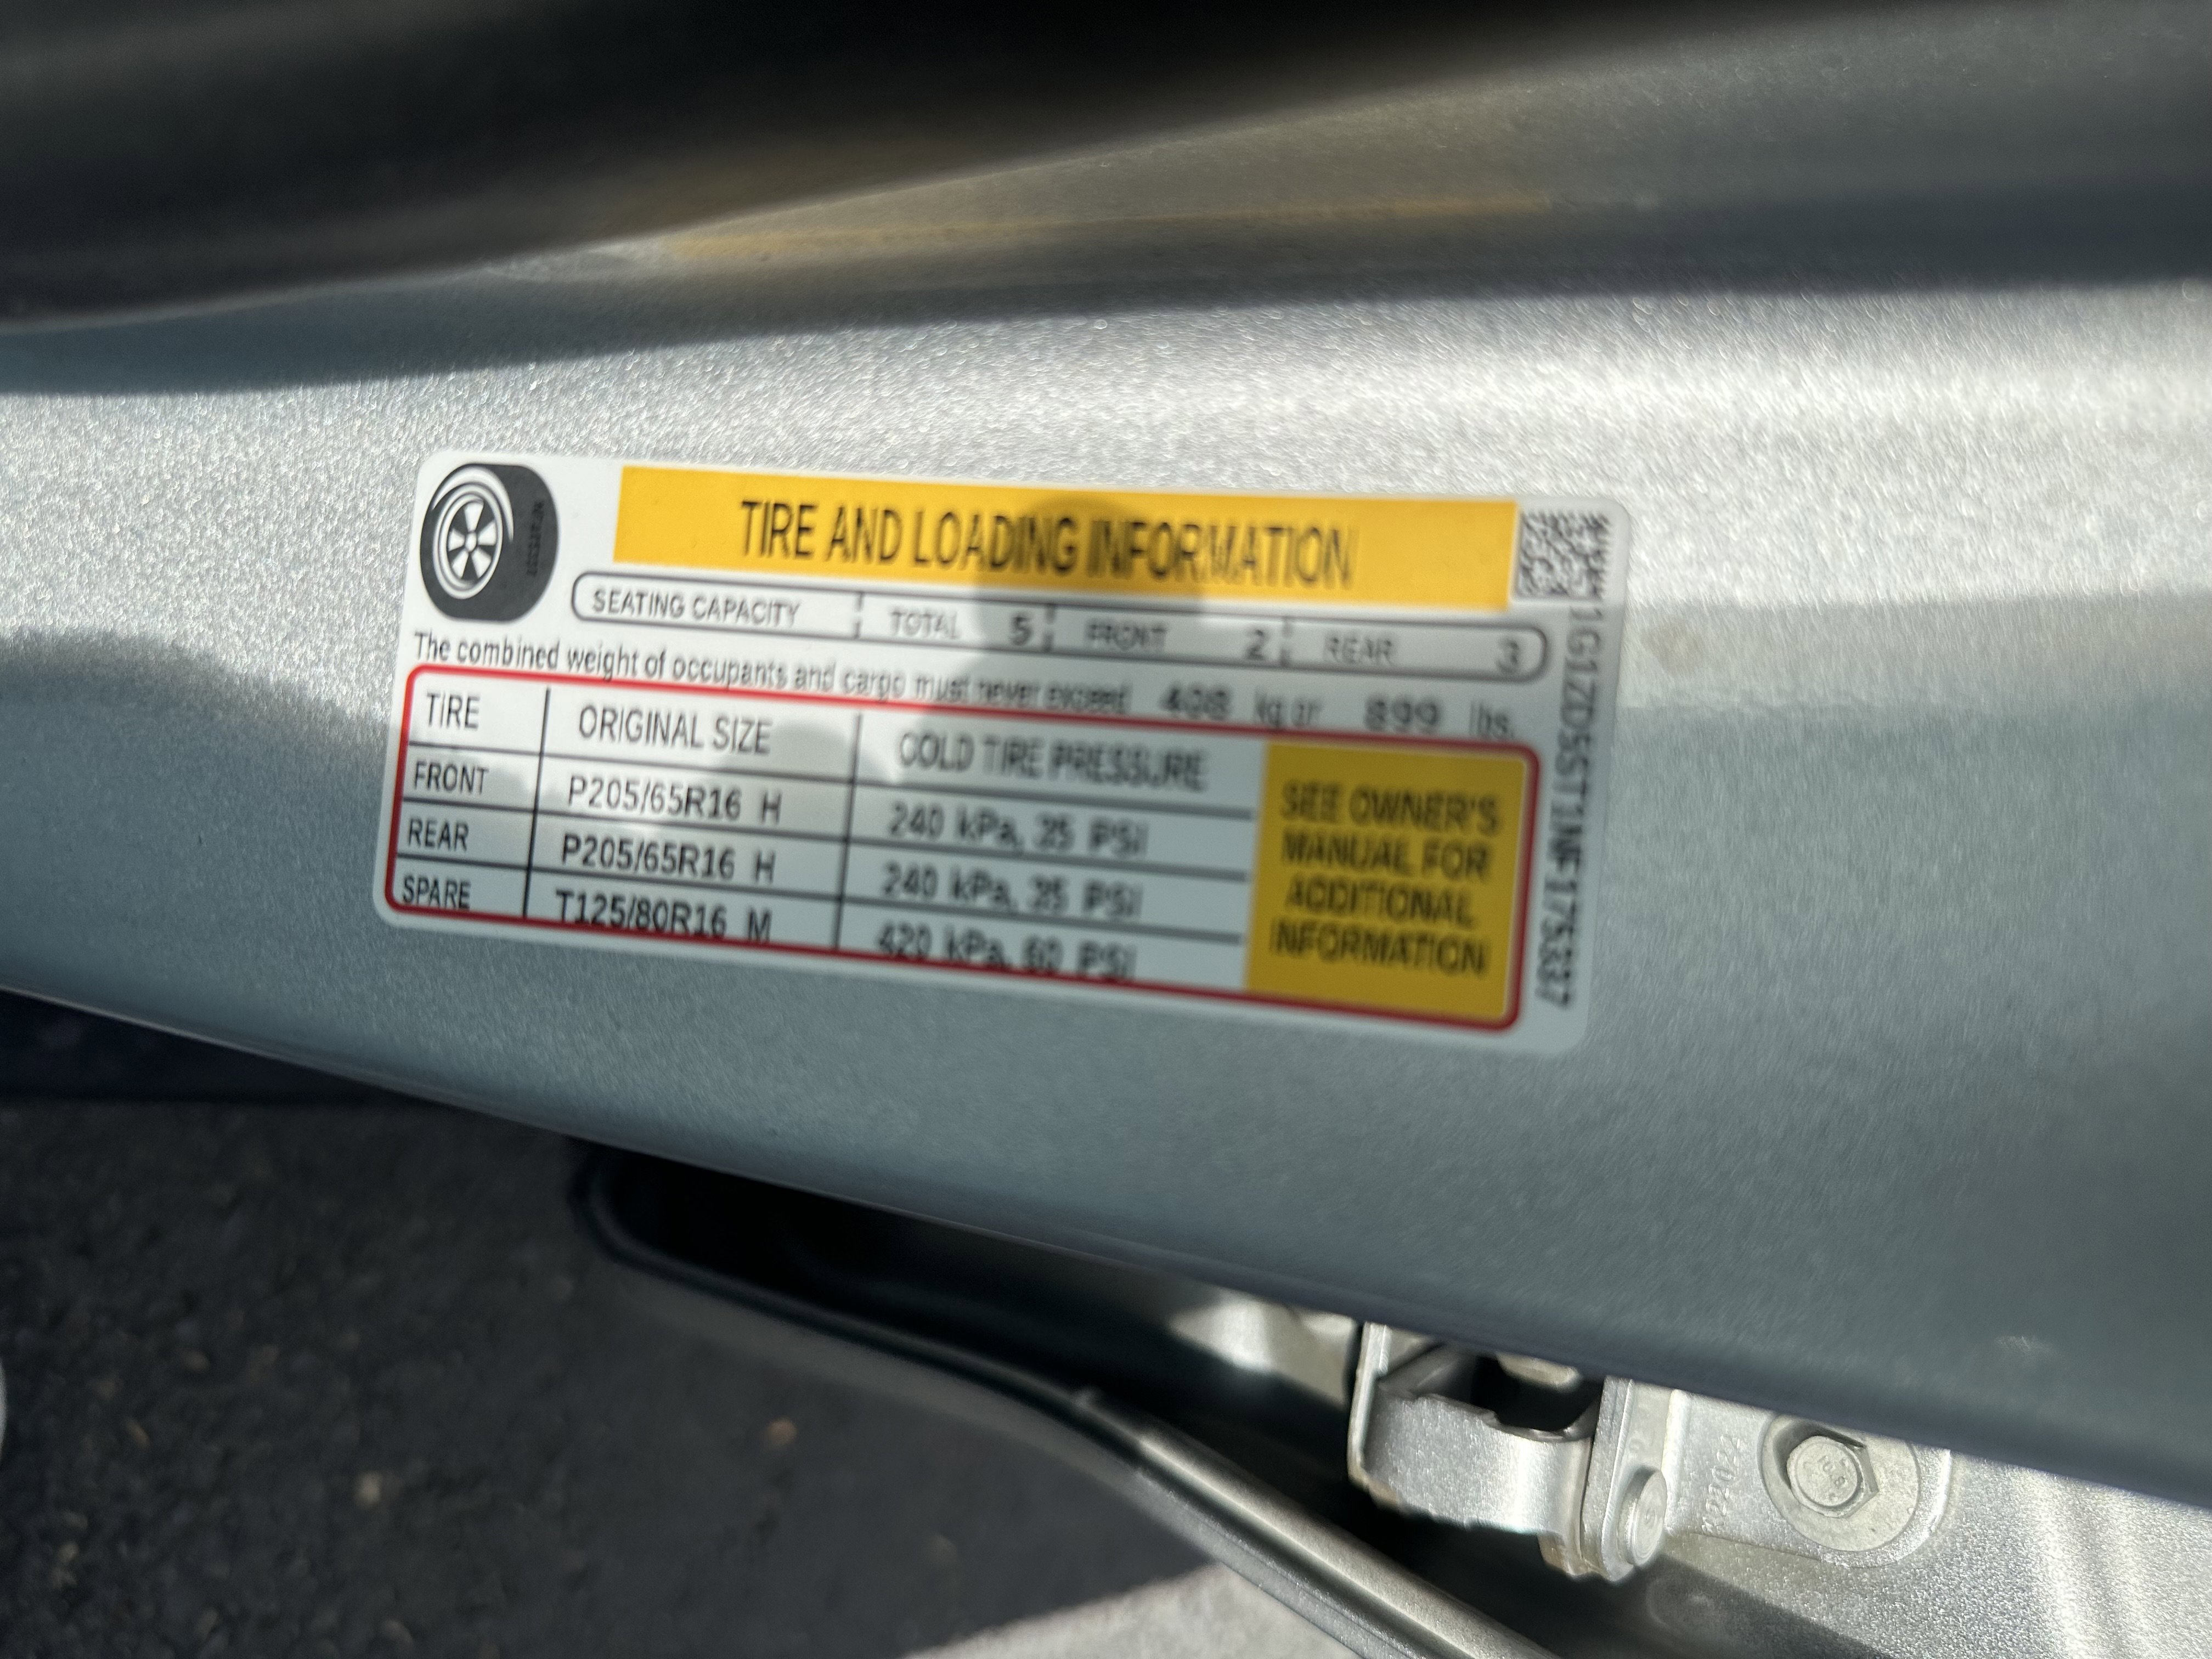 TIRE AND LOADING INFORMATION
SEATING CAPACITY TOTAL 5 FRONT 2 REAR 3
The combined weight of occupants and cargo must never exceed 408 kg or 899 lbs.
TIRE ORIGINAL SIZE COLD TIRE PRESSURE
FRONT P205/65R16 H 240 kPa, 35 PSI
REAR P205/65R16 H 240 kPa, 35 PSI
SPARE T125/80R16 M 420 kPa, 60 PSI
SEE OWNER'S
MANUAL FOR
ADDITIONAL
INFORMATION
1G1ZD5ST1NF175337
10.9